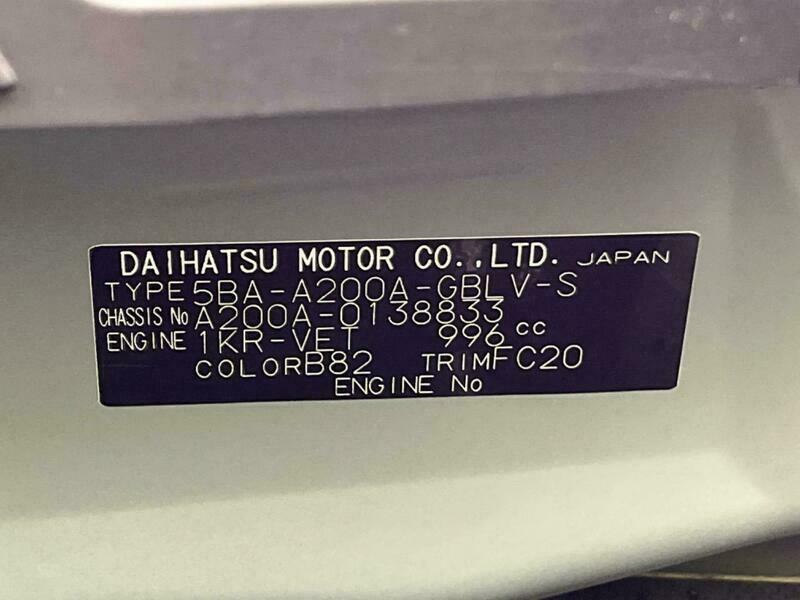 DAIHATSU MOTOR CO.,LTD. JAPAN
TYPE 5BA-A200A-GBLV-S
CHASSIS No A200A-0138833
ENGINE 1KR-VET 996 cc
COLOR B82 TRIM FC20
ENGINE No